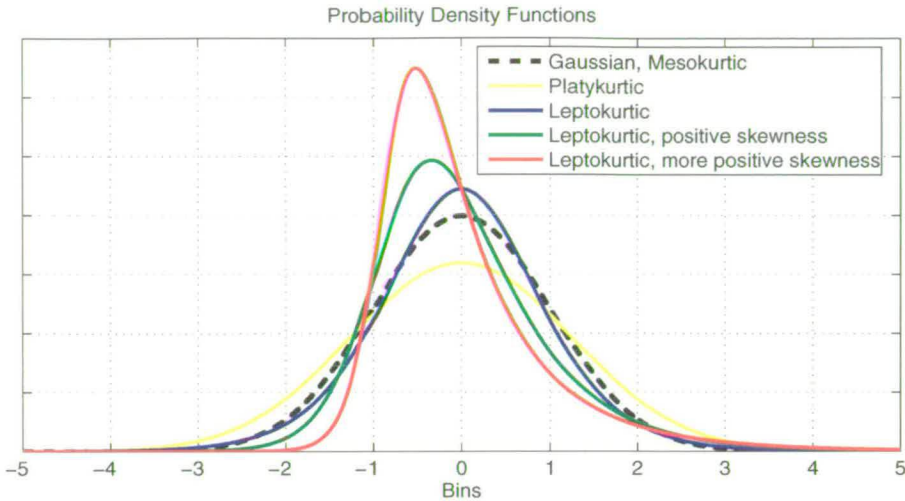 Probability Density Functions
Gaussian, Mesokurtic
Platykurtic
Leptokurtic
Leptokurtic, positive skewness
Leptokurtic, more positive skewness
−5 −4 −3 −2 −1 0 1 2 3 4 5
Bins